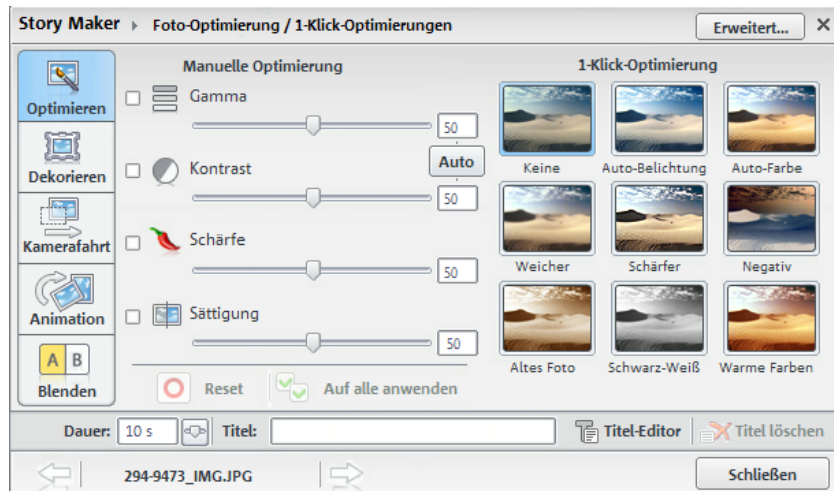 Story Maker ▸ Foto-Optimierung / 1-Klick-Optimierungen Erweitert... ×
Optimieren
Dekorieren
Kamerafahrt
Animation
A B
Blenden
Manuelle Optimierung
Gamma
50
Auto
Kontrast
50
Schärfe
50
Sättigung
50
Reset Auf alle anwenden
1-Klick-Optimierung
Keine Auto-Belichtung Auto-Farbe
Weicher Schärfer Negativ
Altes Foto Schwarz-Weiß Warme Farben
Dauer: 10 s Titel: Titel-Editor Titel löschen
294-9473_IMG.JPG Schließen